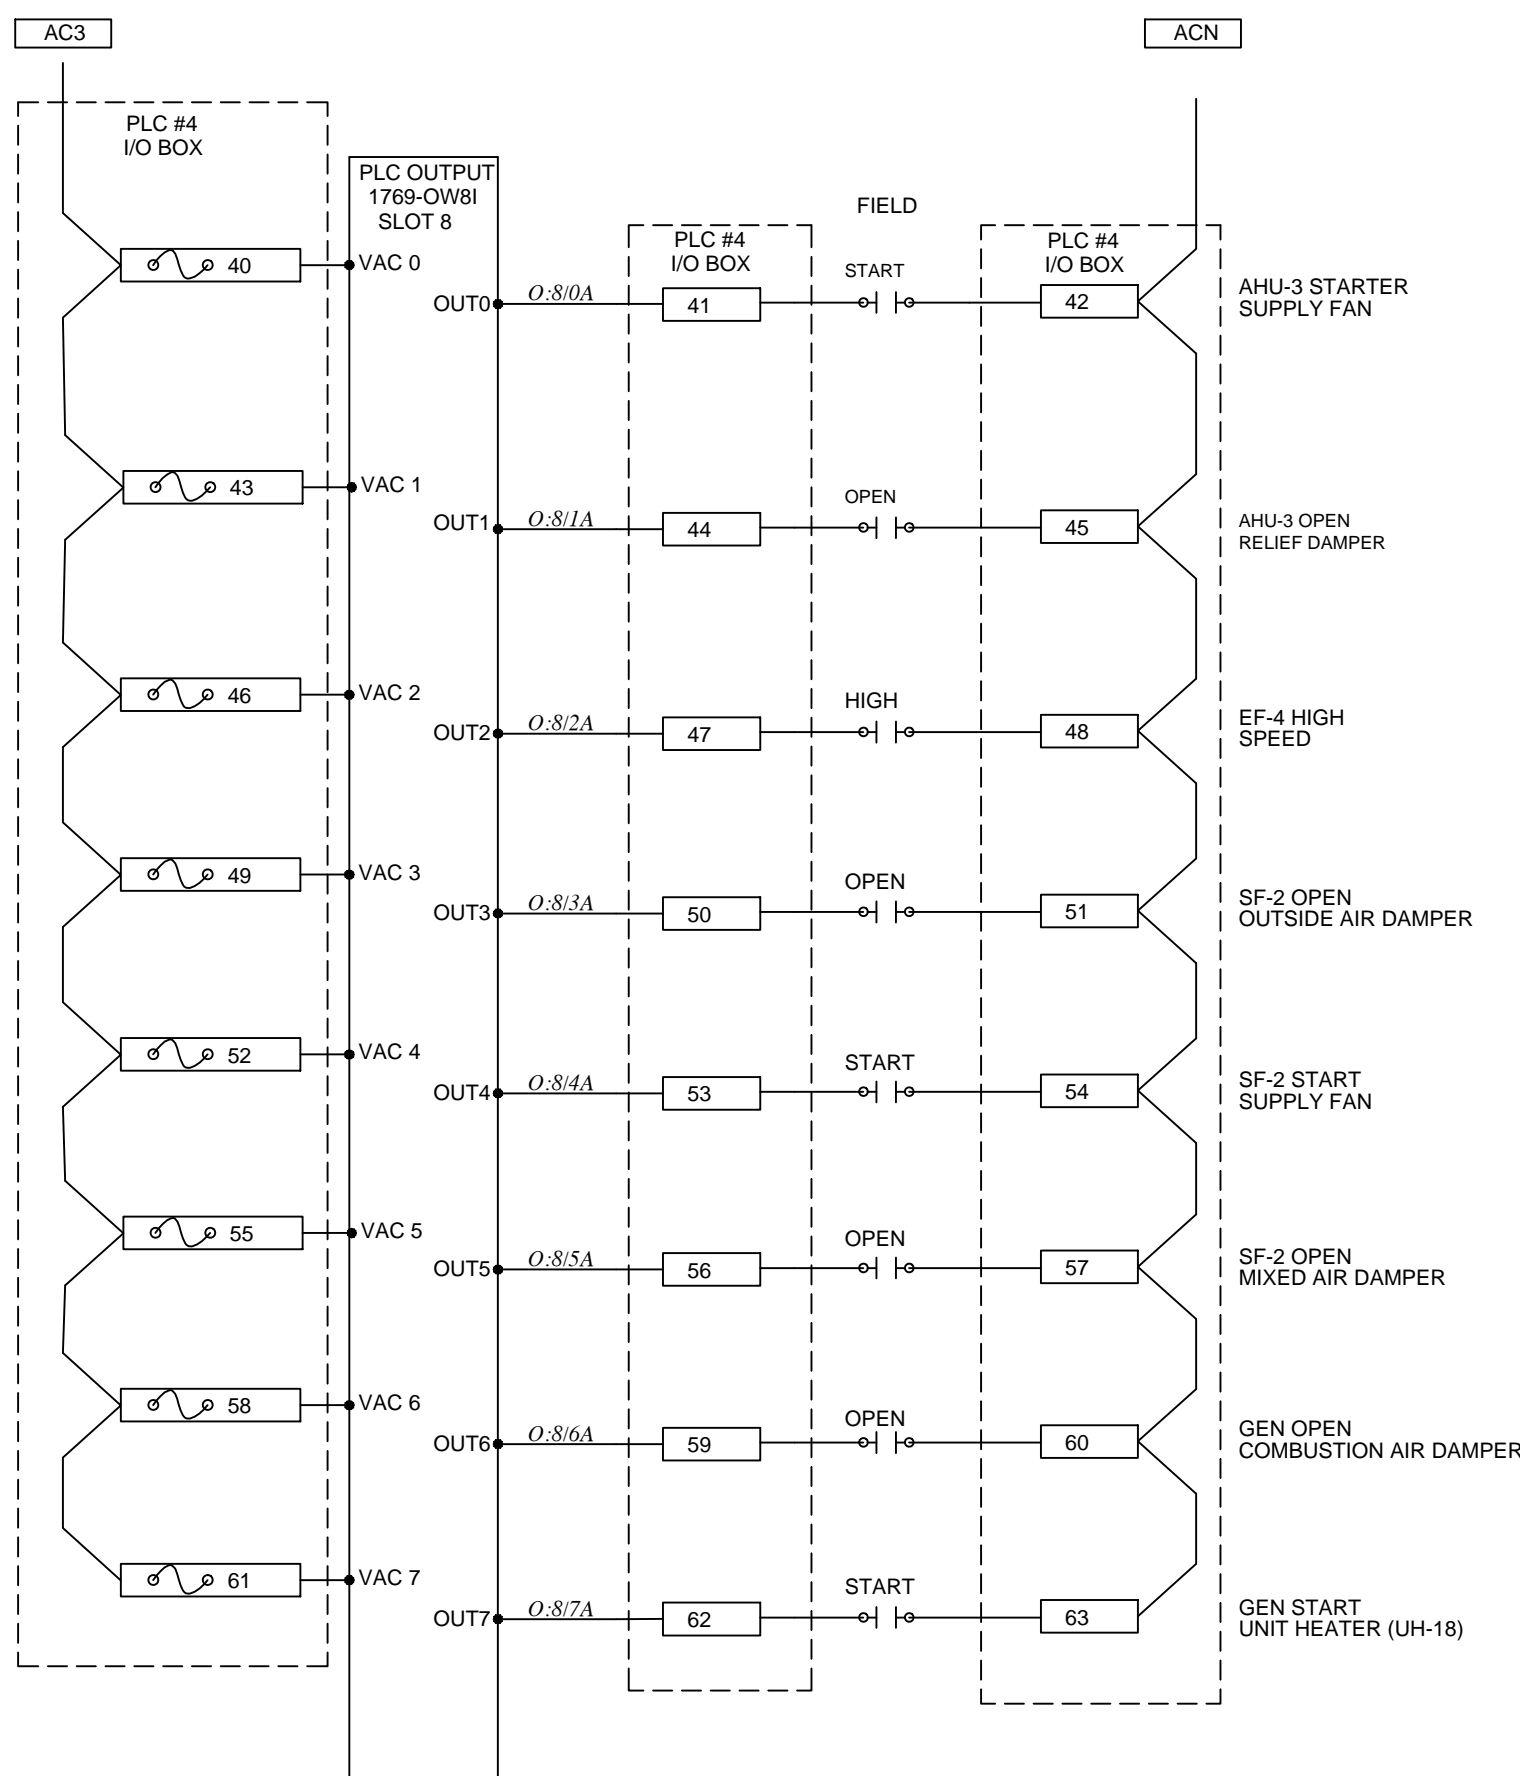 AC3
ACN
PLC #4
I/O BOX
PLC OUTPUT
1769-OW8I
SLOT 8
FIELD
PLC #4
I/O BOX
PLC #4
I/O BOX
40
VAC 0
OUT0
O:8/0A
41
START
42
AHU-3 STARTER
SUPPLY FAN
43
VAC 1
OUT1
O:8/1A
44
OPEN
45
AHU-3 OPEN
RELIEF DAMPER
46
VAC 2
OUT2
O:8/2A
47
HIGH
48
EF-4 HIGH
SPEED
49
VAC 3
OUT3
O:8/3A
50
OPEN
51
SF-2 OPEN
OUTSIDE AIR DAMPER
52
VAC 4
OUT4
O:8/4A
53
START
54
SF-2 START
SUPPLY FAN
55
VAC 5
OUT5
O:8/5A
56
OPEN
57
SF-2 OPEN
MIXED AIR DAMPER
58
VAC 6
OUT6
O:8/6A
59
OPEN
60
GEN OPEN
COMBUSTION AIR DAMPER
61
VAC 7
OUT7
O:8/7A
62
START
63
GEN START
UNIT HEATER (UH-18)